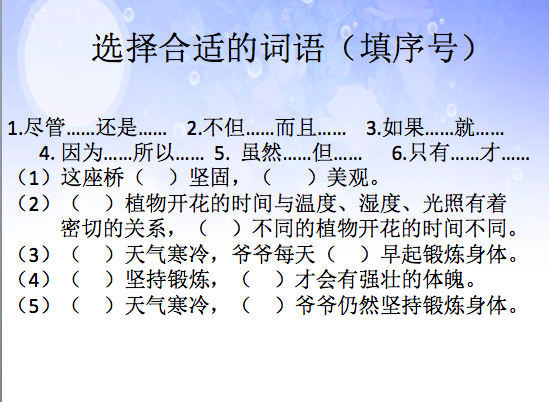 选择合适的词语（填序号）
1.尽管……还是…… 2.不但……而且…… 3.如果……就……
4. 因为……所以…… 5. 虽然……但…… 6.只有……才……
（1）这座桥（ ）坚固，（ ）美观。
（2）（ ）植物开花的时间与温度、湿度、光照有着
密切的关系，（ ）不同的植物开花的时间不同。
（3）（ ）天气寒冷，爷爷每天（ ）早起锻炼身体。
（4）（ ）坚持锻炼，（ ）才会有强壮的体魄。
（5）（ ）天气寒冷，（ ）爷爷仍然坚持锻炼身体。